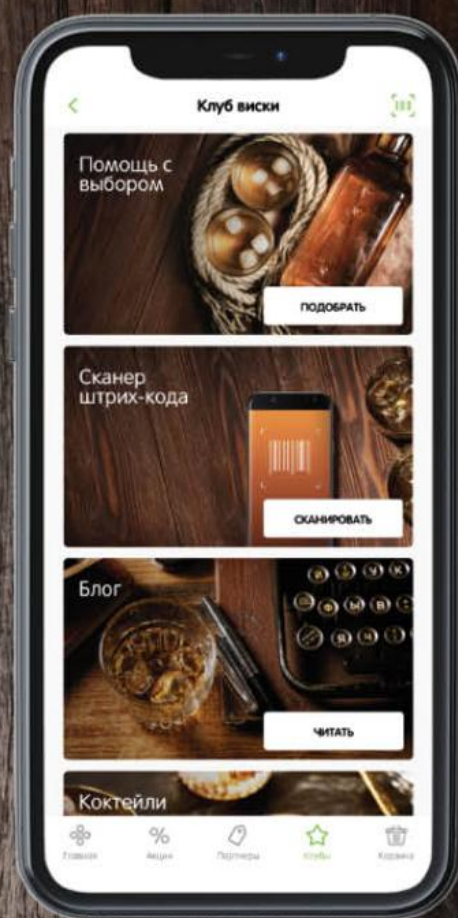 Клуб виски
Помощь с
выбором
ПОДОБРАТЬ
Сканер
штрих-кода
СКАНИРОВАТЬ
Блог
ЧИТАТЬ
Коктейли
Главная
Акции
Партнеры
Клубы
Корзина